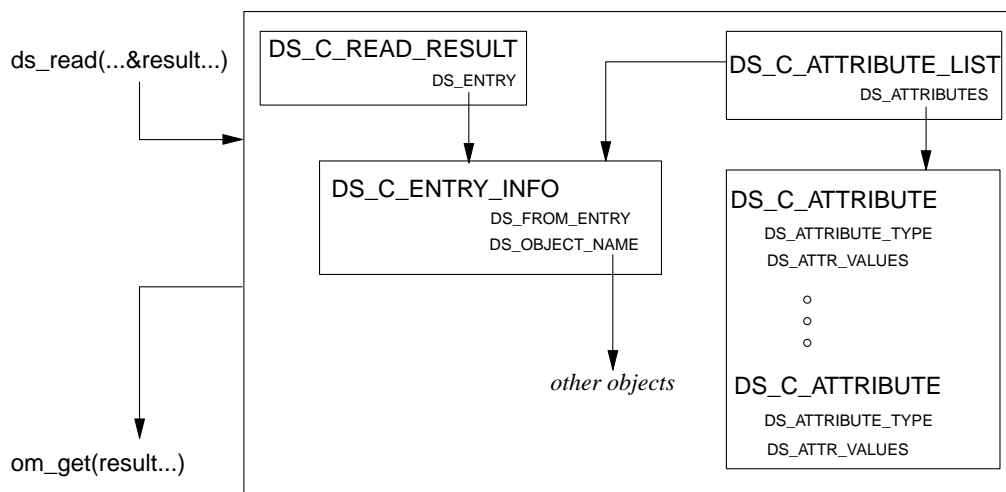 ds_read(...&result...)
DS_C_READ_RESULT
DS_ENTRY
DS_C_ATTRIBUTE_LIST
DS_ATTRIBUTES
DS_C_ENTRY_INFO
DS_FROM_ENTRY
DS_OBJECT_NAME
other objects
DS_C_ATTRIBUTE
DS_ATTRIBUTE_TYPE
DS_ATTR_VALUES
DS_C_ATTRIBUTE
DS_ATTRIBUTE_TYPE
DS_ATTR_VALUES
om_get(result...)